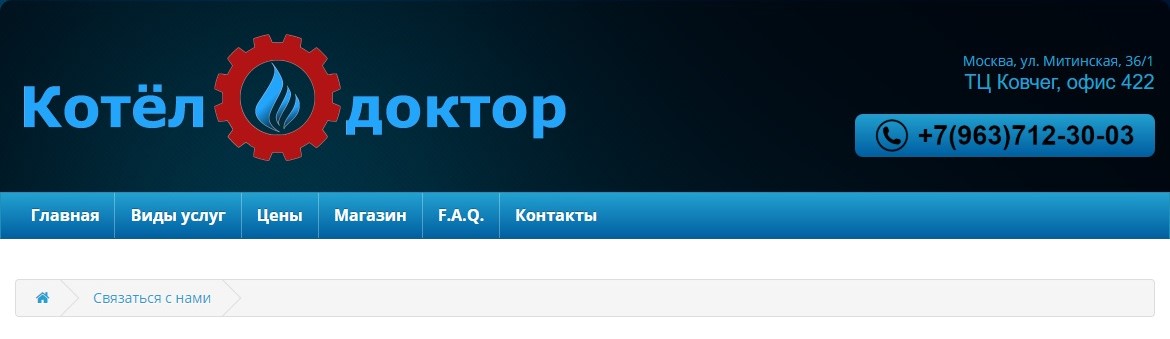 Котёл доктор
Москва, ул. Митинская, 36/1
ТЦ Ковчег, офис 422
+7(963)712-30-03
Главная Виды услуг Цены Магазин F.A.Q. Контакты
Связаться с нами